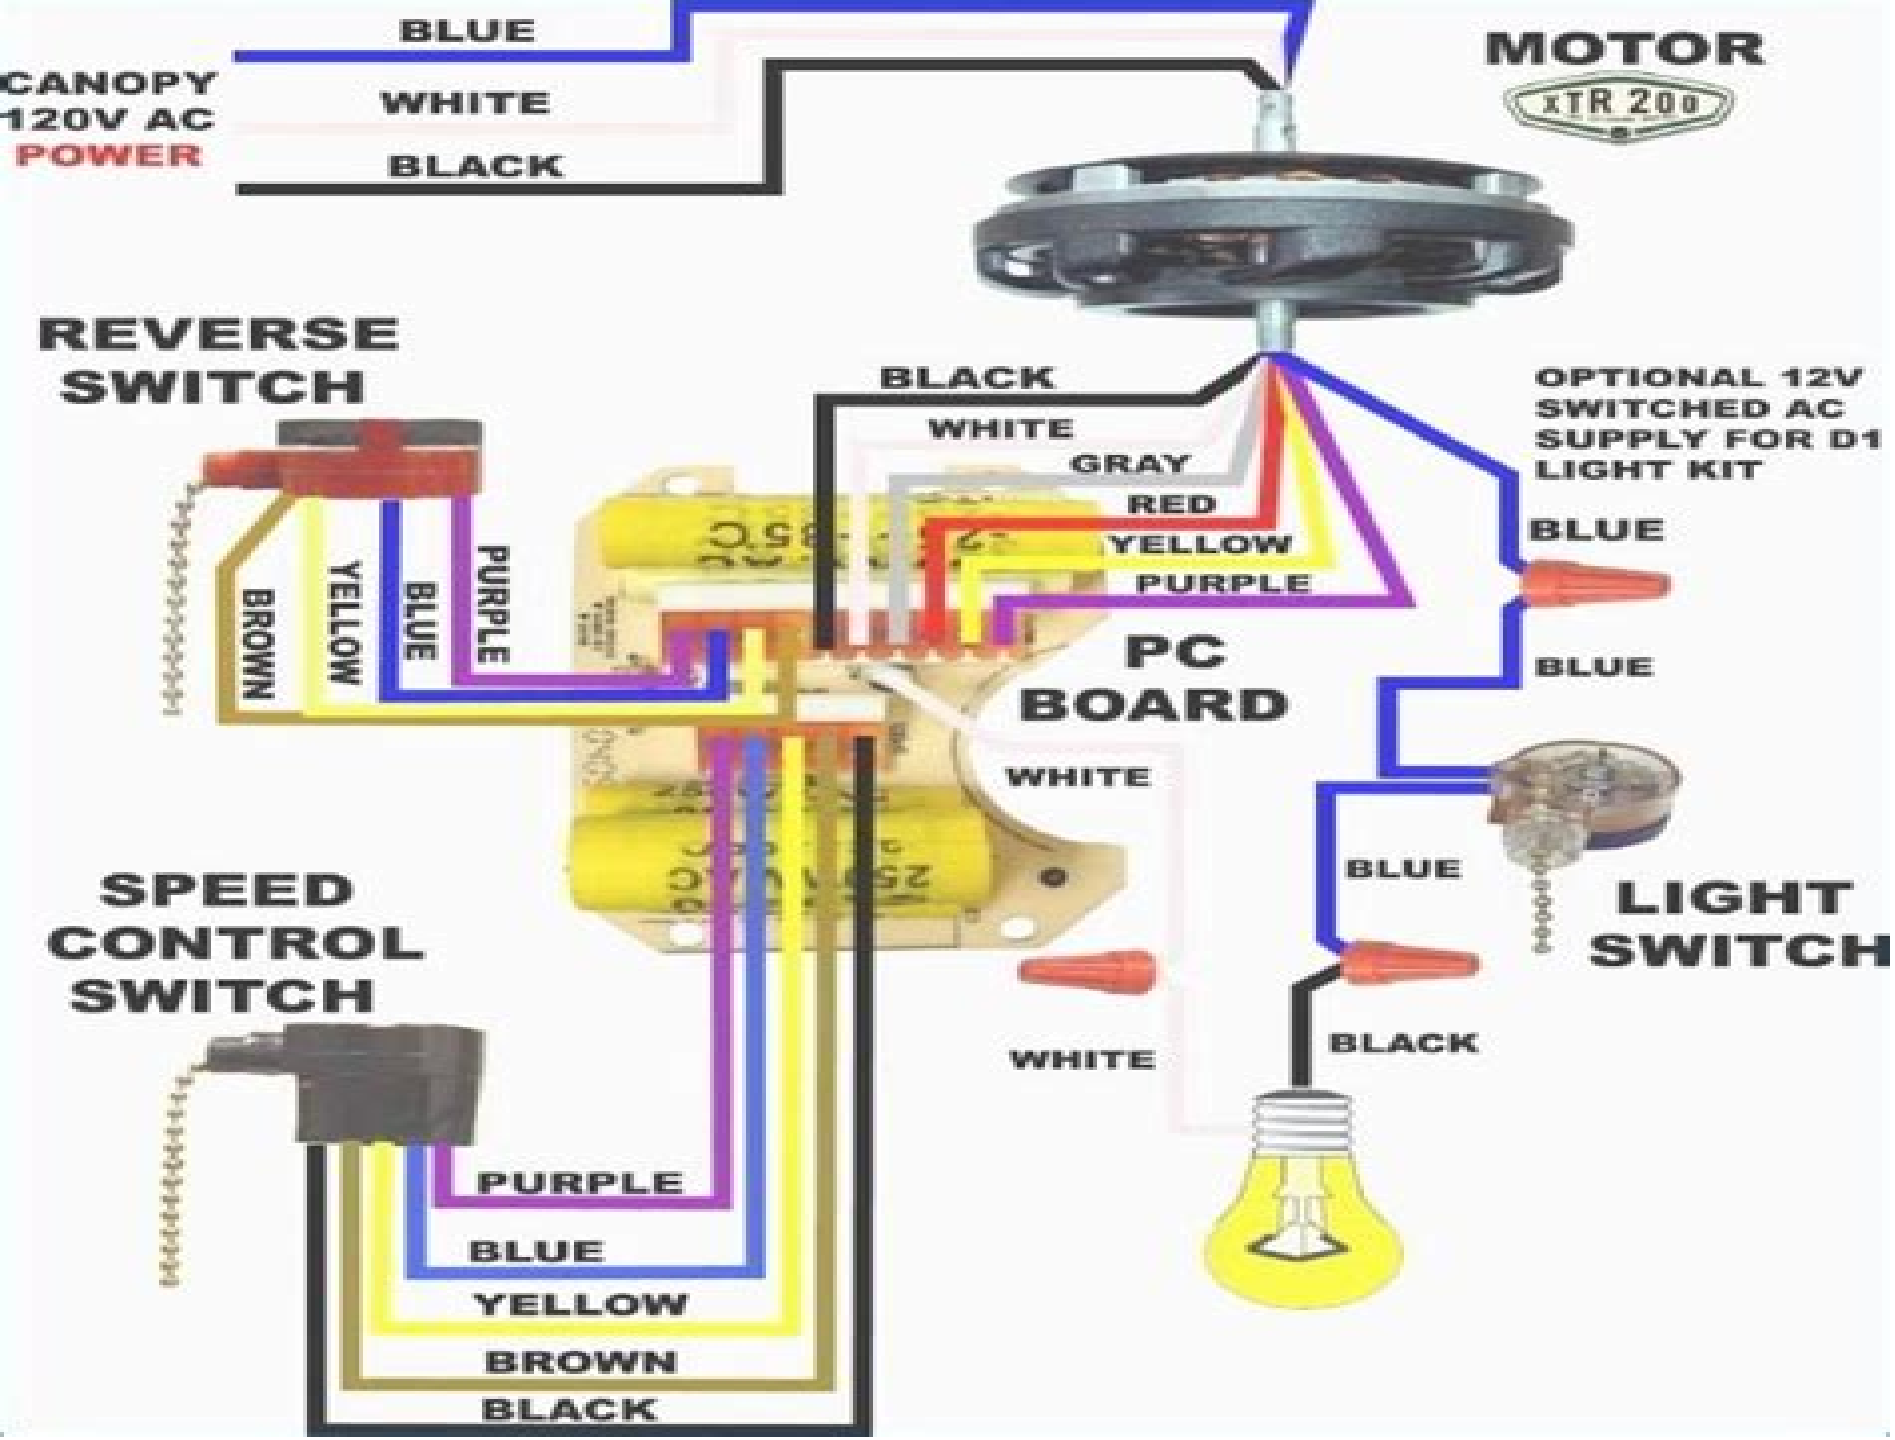 BLUE
CANOPY
120V AC
POWER
WHITE
BLACK
MOTOR
XTR 200
REVERSE
SWITCH
BLACK
WHITE
GRAY
RED
YELLOW
PURPLE
OPTIONAL 12V
SWITCHED AC
SUPPLY FOR D1
LIGHT KIT
BLUE
BLUE
BROWN
YELLOW
BLUE
PURPLE
PC
BOARD
WHITE
BLUE
LIGHT
SWITCH
SPEED
CONTROL
SWITCH
WHITE
BLACK
PURPLE
BLUE
YELLOW
BROWN
BLACK